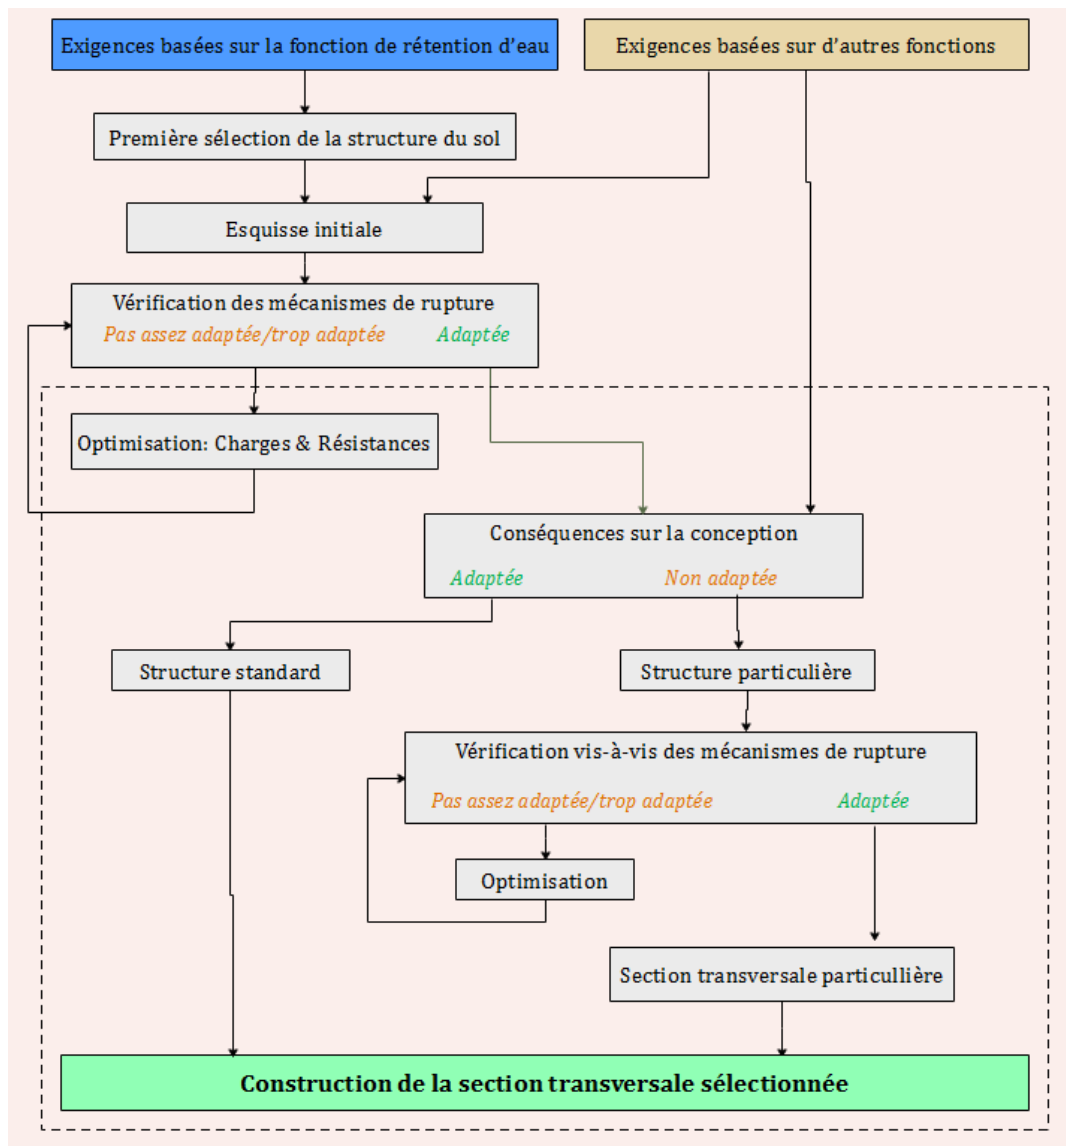 Exigences basées sur la fonction de rétention d'eau
Exigences basées sur d'autres fonctions
Première sélection de la structure du sol
Esquisse initiale
Vérification des mécanismes de rupture
Pas assez adaptée/trop adaptée
Adaptée
Optimisation: Charges & Résistances
Conséquences sur la conception
Adaptée
Non adaptée
Structure standard
Structure particulière
Vérification vis-à-vis des mécanismes de rupture
Pas assez adaptée/trop adaptée
Adaptée
Optimisation
Section transversale particullière
Construction de la section transversale sélectionnée